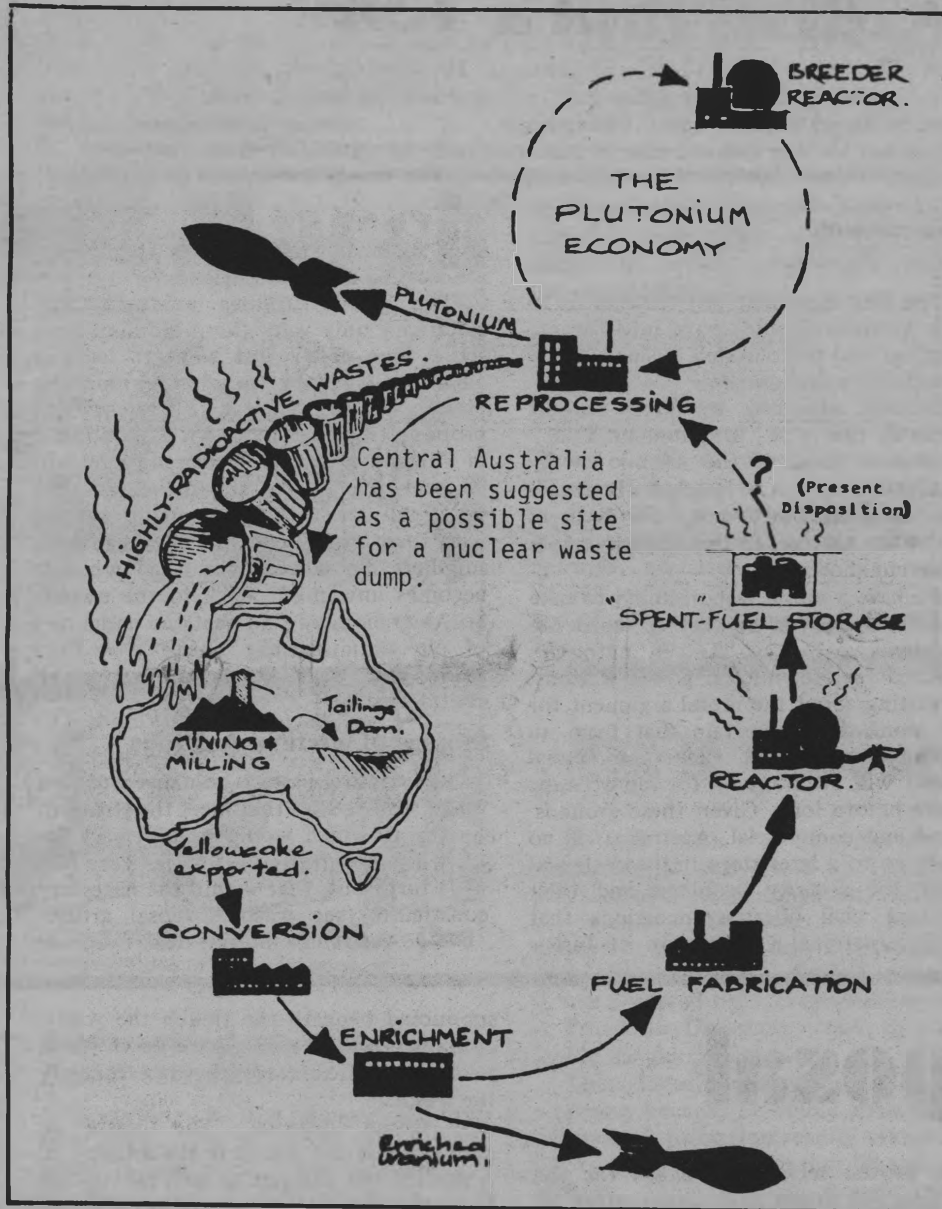 BREEDER
REACTOR.
THE
PLUTONIUM
ECONOMY
PLUTONIUM
HIGHLY-RADIOACTIVE WASTES.
REPROCESSING
Central Australia
has been suggested
as a possible site
for a nuclear waste
dump.
?
(Present
Disposition)
"SPENT-FUEL" STORAGE
REACTOR.
Tailings
Dam.
MINING &
MILLING
Yellowcake
exported.
CONVERSION
FUEL FABRICATION
ENRICHMENT
Enriched
uranium.